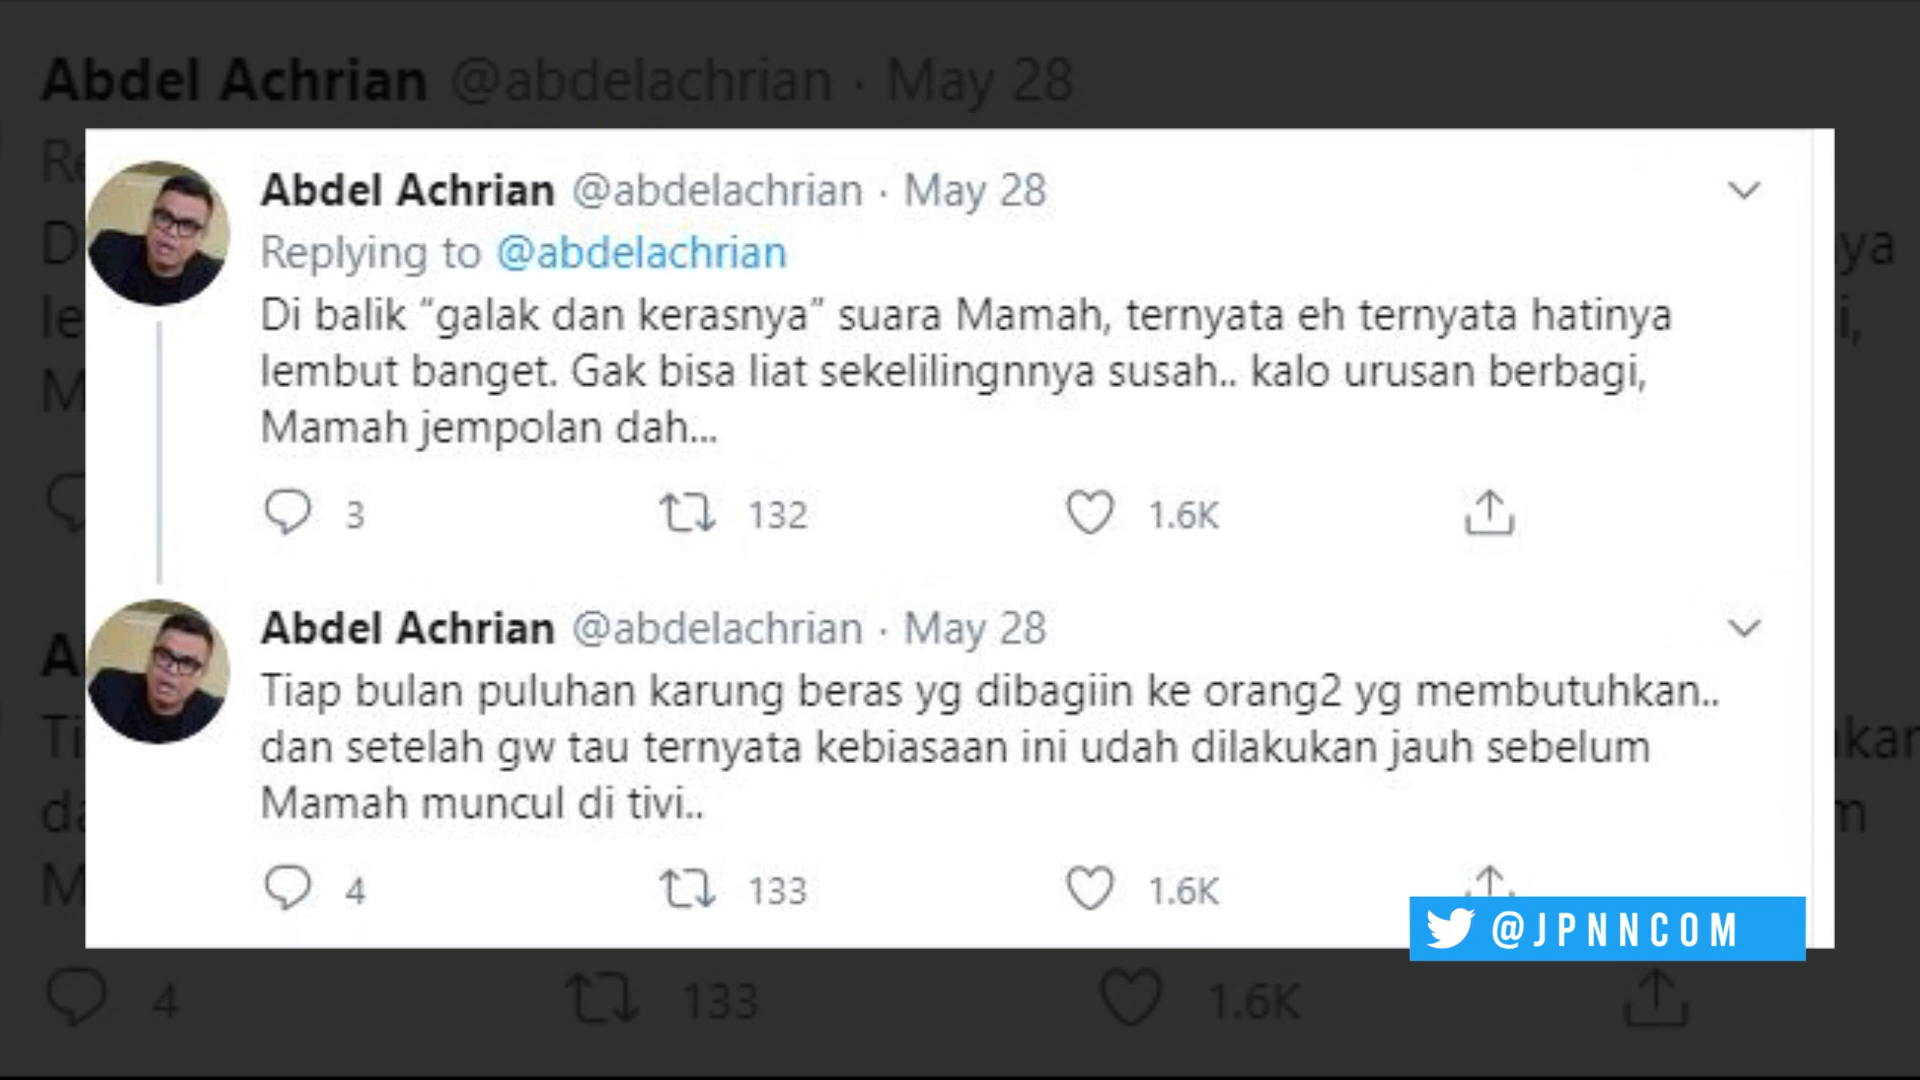 Abdel Achrian @abdelachrian · May 28
Abdel Achrian @abdelachrian · May 28
Replying to @abdelachrian
Di balik “galak dan kerasnya” suara Mamah, ternyata eh ternyata hatinya
lembut banget. Gak bisa liat sekelilingnnya susah.. kalo urusan berbagi,
Mamah jempolan dah...
3 132 1.6K
Abdel Achrian @abdelachrian · May 28
Tiap bulan puluhan karung beras yg dibagiin ke orang2 yg membutuhkan..
dan setelah gw tau ternyata kebiasaan ini udah dilakukan jauh sebelum
Mamah muncul di tivi..
4 133 1.6K
@JPNNCOM
4 133 1.6K